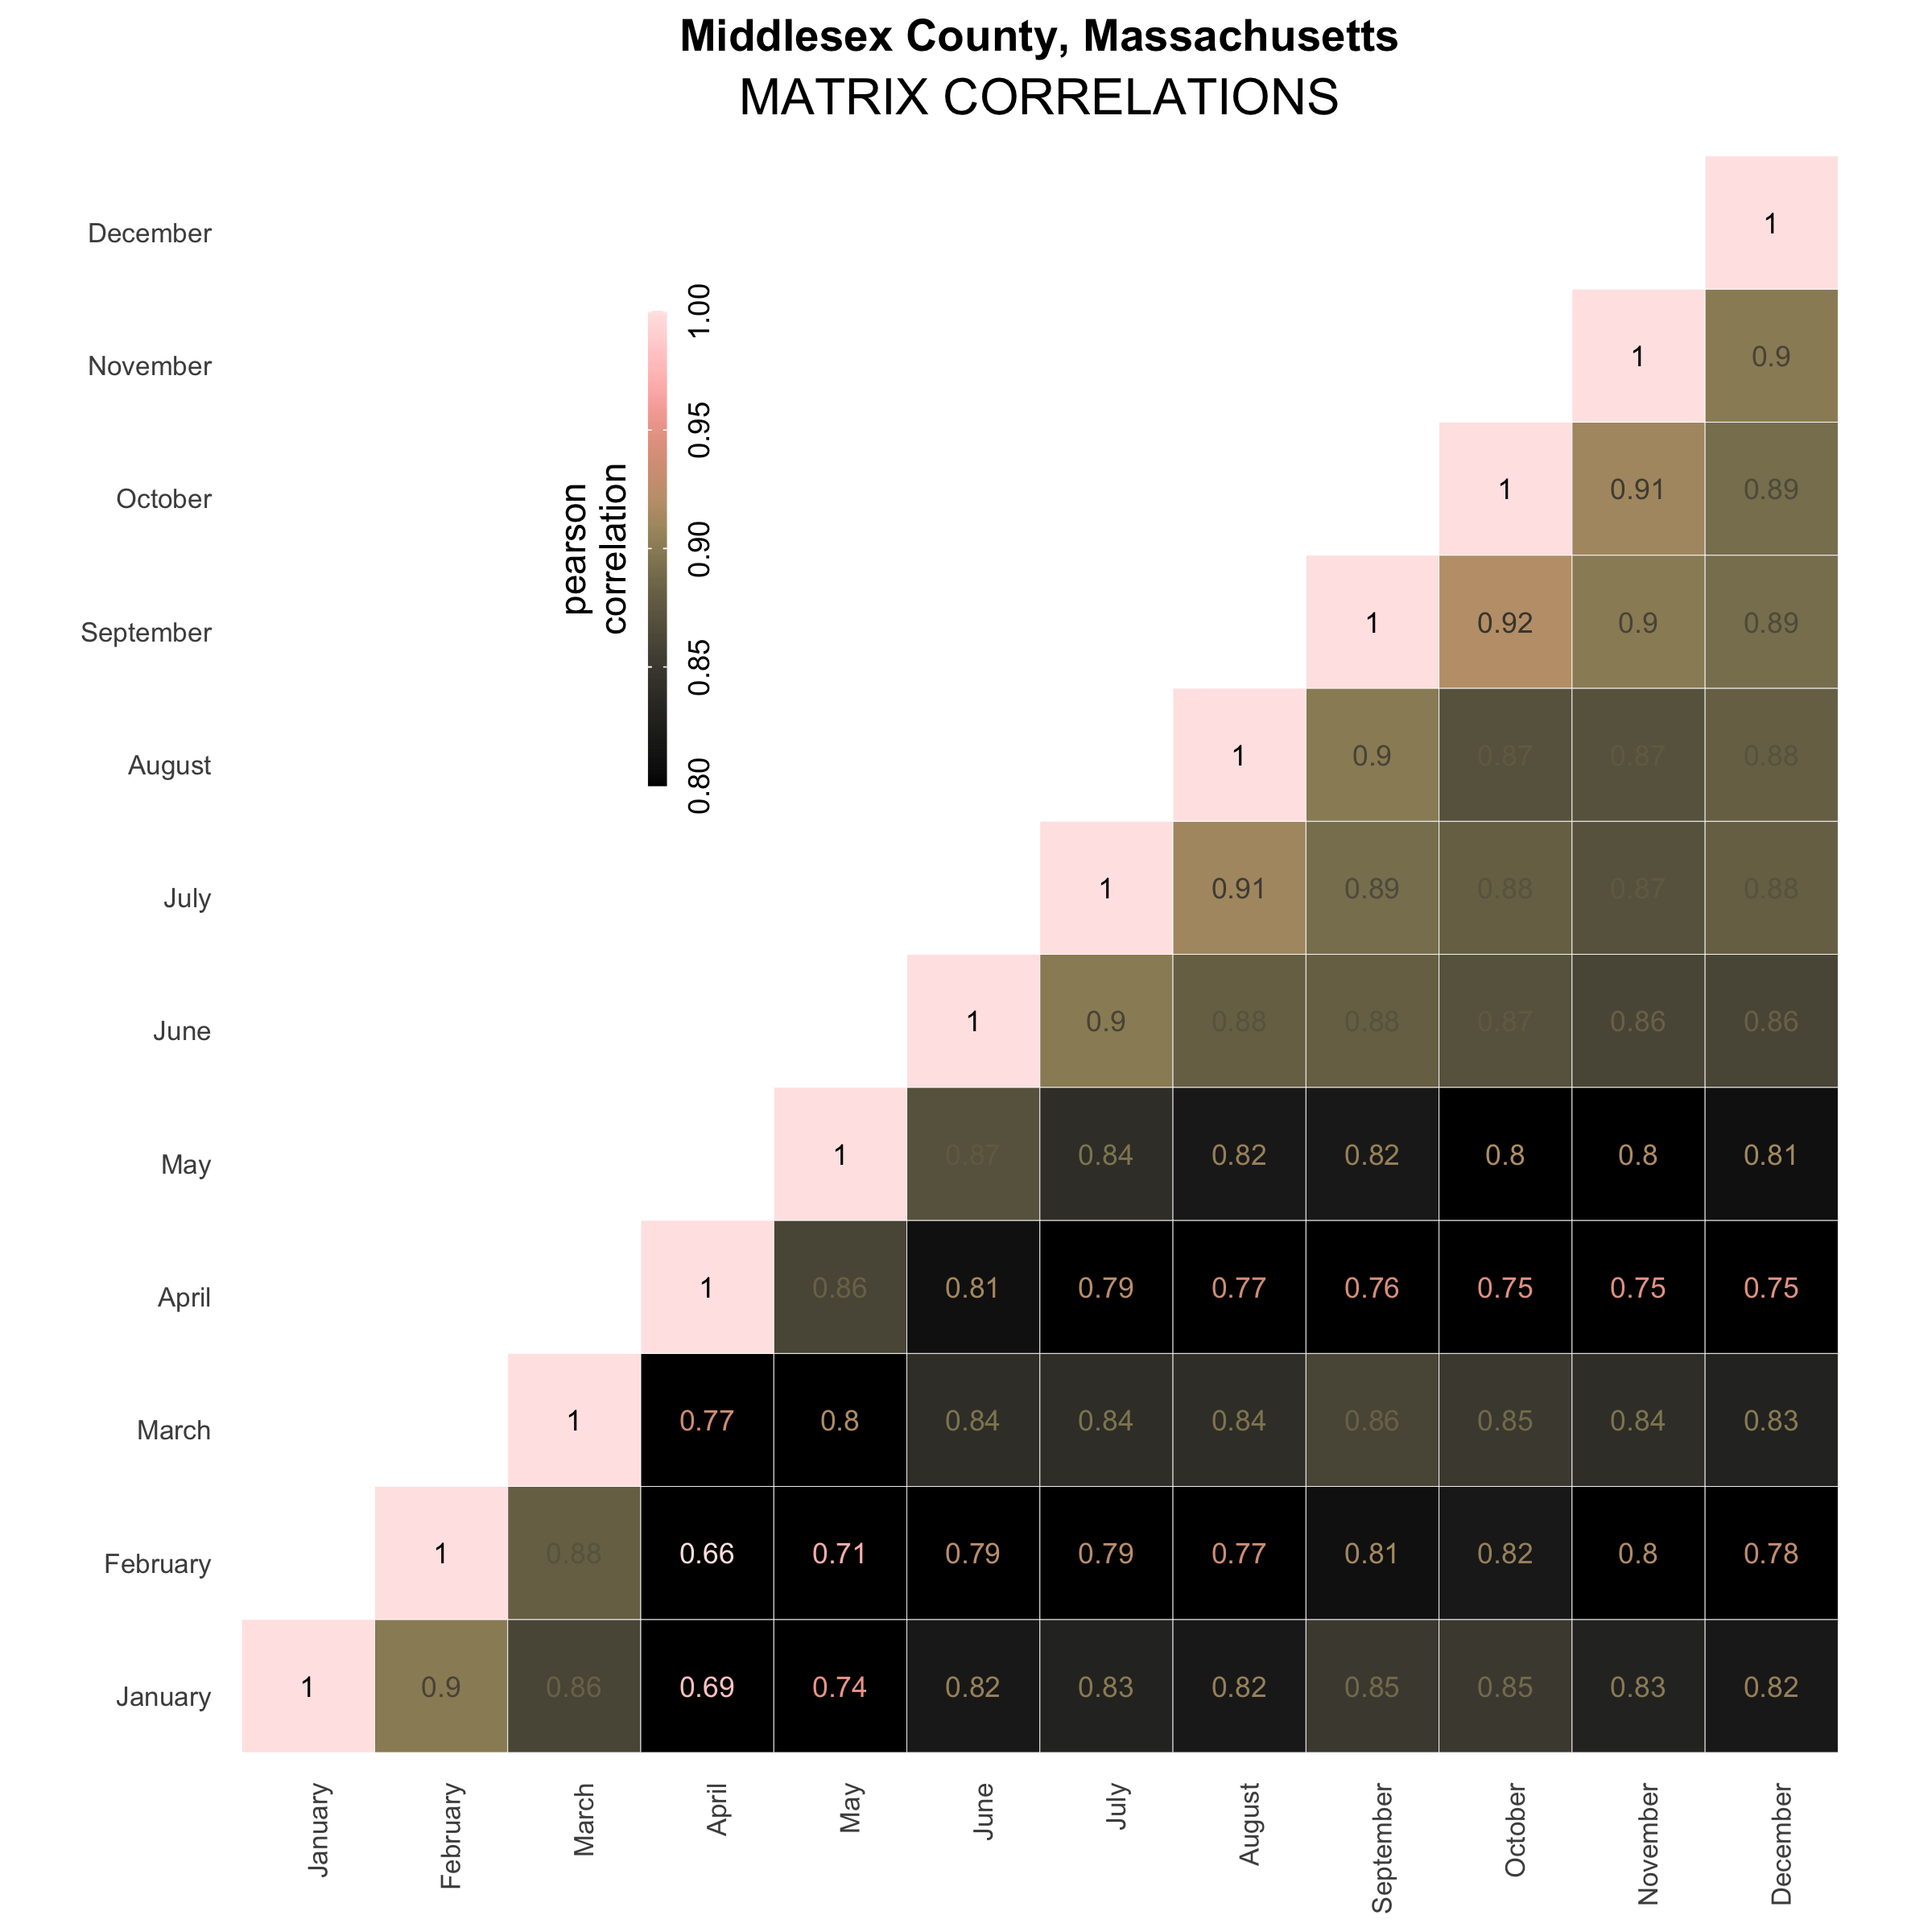 Middlesex County, Massachusetts
MATRIX CORRELATIONS
December 1
November 1 0.9
October 1 0.91 0.89
September 1 0.92 0.9 0.89
August 1 0.9 0.87 0.87 0.88
July 1 0.91 0.89 0.88 0.87 0.88
June 1 0.9 0.88 0.88 0.87 0.86 0.86
May 1 0.87 0.84 0.82 0.82 0.8 0.8 0.81
April 1 0.86 0.81 0.79 0.77 0.76 0.75 0.75 0.75
March 1 0.77 0.8 0.84 0.84 0.84 0.86 0.85 0.84 0.83
February 1 0.88 0.66 0.71 0.79 0.79 0.77 0.81 0.82 0.8 0.78
January 1 0.9 0.86 0.69 0.74 0.82 0.83 0.82 0.85 0.85 0.83 0.82
January
February
March
April
May
June
July
August
September
October
November
December
pearson
correlation
0.80
0.85
0.90
0.95
1.00